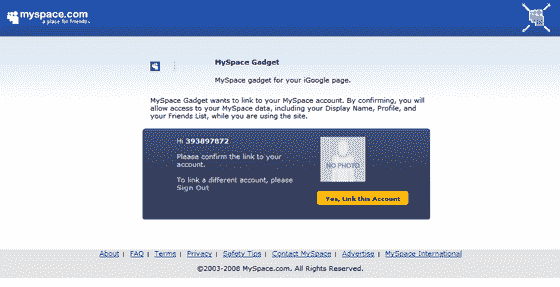 myspace.com
a place for friends
MySpace Gadget
MySpace gadget for your iGoogle page.
MySpace Gadget wants to link to your MySpace account. By confirming, you will
allow access to your MySpace data, including your Display Name, Profile, and
your Friends List, while you are using the site.
Hi 393897872
Please confirm the link to your
account.
To link a different account, please
Sign Out
NO PHOTO
Yes, Link this Account
About | FAQ | Terms | Privacy | Safety Tips | Contact MySpace | Advertise | MySpace International
©2003-2008 MySpace.com. All Rights Reserved.